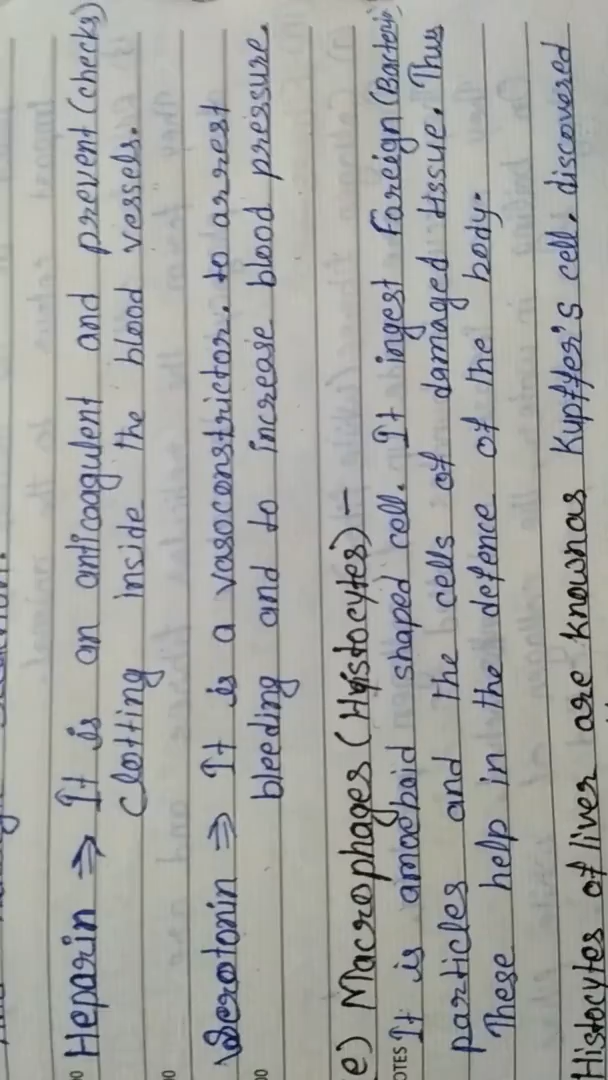 Heparin ⇒ It is an anticoagulent and prevent (checks)
Clotting inside the blood vessels.
Serotonin ⇒ It is a vasoconstrictor. to arrest
bleeding and to increase blood pressure.
e) Macrophages (Histocytes) -
OTES It is amoeboid shaped cell. It ingest Foreign (Bacteri
particles and the cells of damaged tissue. Thus
These help in the defence of the body.
Histocytes of liver are known as Kupffer's cell. discovered